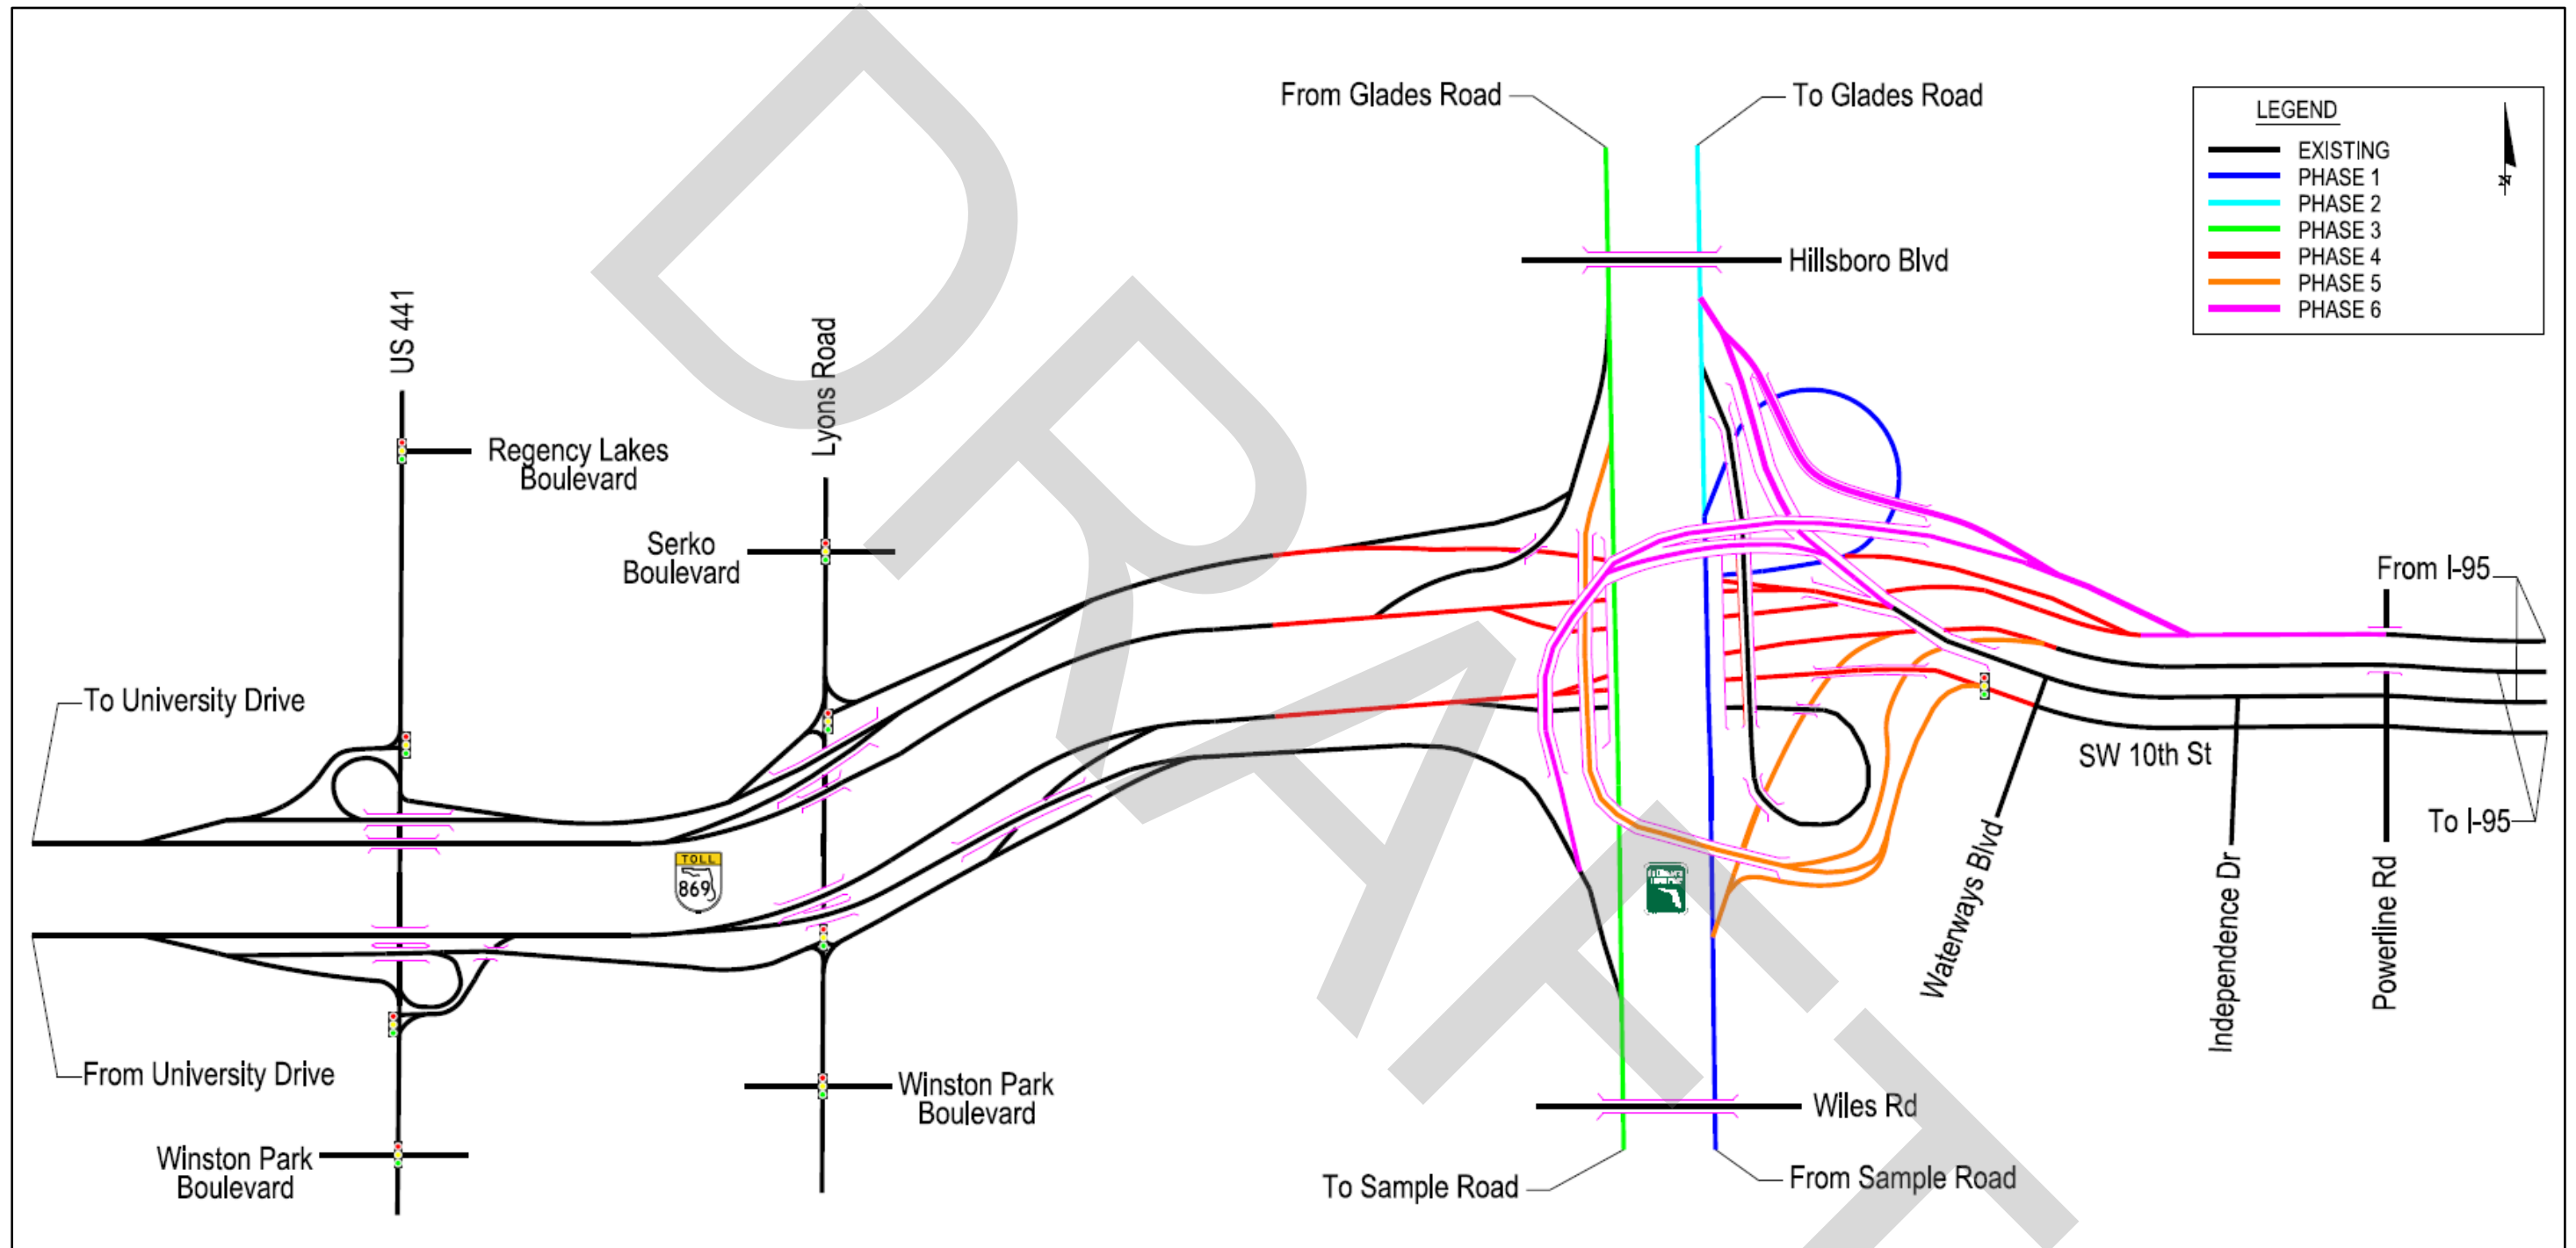 From Glades Road
To Glades Road
LEGEND
EXISTING
PHASE 1
PHASE 2
PHASE 3
PHASE 4
PHASE 5
PHASE 6
Hillsboro Blvd
US 441
Lyons Road
Regency Lakes
Boulevard
Serko
Boulevard
From I-95
To University Drive
SW 10th St
To I-95
TOLL
869
Waterways Blvd
Independence Dr
Powerline Rd
From University Drive
Winston Park
Boulevard
Wiles Rd
Winston Park
Boulevard
To Sample Road
From Sample Road
DRAFT